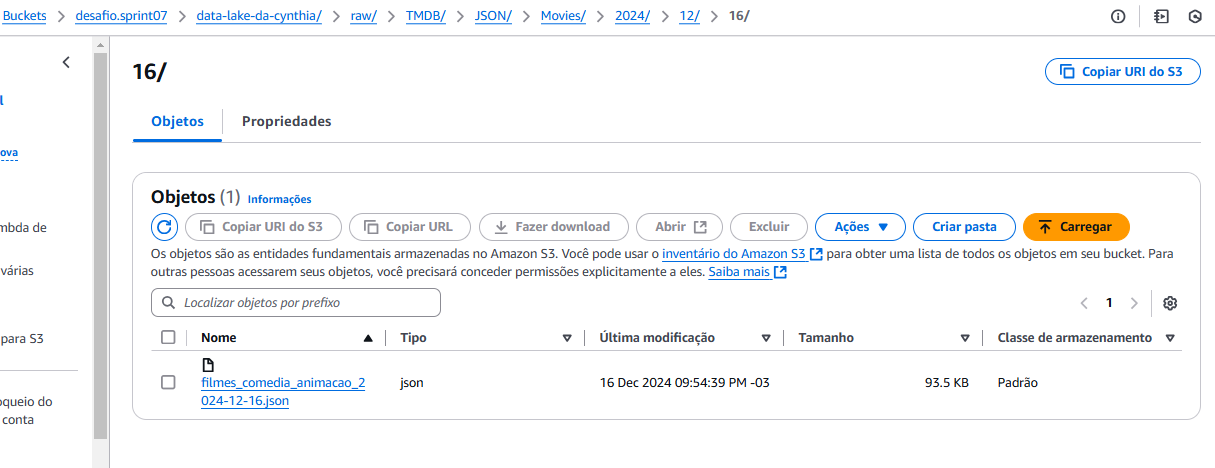 Buckets > desafio.sprint07 > data-lake-da-cynthia/ > raw/ > TMDB/ > JSON/ > Movies/ > 2024/ > 12/ > 16/
16/
Copiar URI do S3
Objetos
Propriedades
ova
mbda de
várias
para S3
oqueio do
conta
Objetos (1) Informações
Copiar URI do S3
Copiar URL
Fazer download
Abrir
Excluir
Ações
Criar pasta
Carregar
Os objetos são as entidades fundamentais armazenadas no Amazon S3. Você pode usar o inventário do Amazon S3 para obter uma lista de todos os objetos em seu bucket. Para
outras pessoas acessarem seus objetos, você precisará conceder permissões explicitamente a eles. Saiba mais
Localizar objetos por prefixo
< 1 >
Nome
Tipo
Última modificação
Tamanho
Classe de armazenamento
filmes_comedia_animacao_2
024-12-16.json
json
16 Dec 2024 09:54:39 PM -03
93.5 KB
Padrão